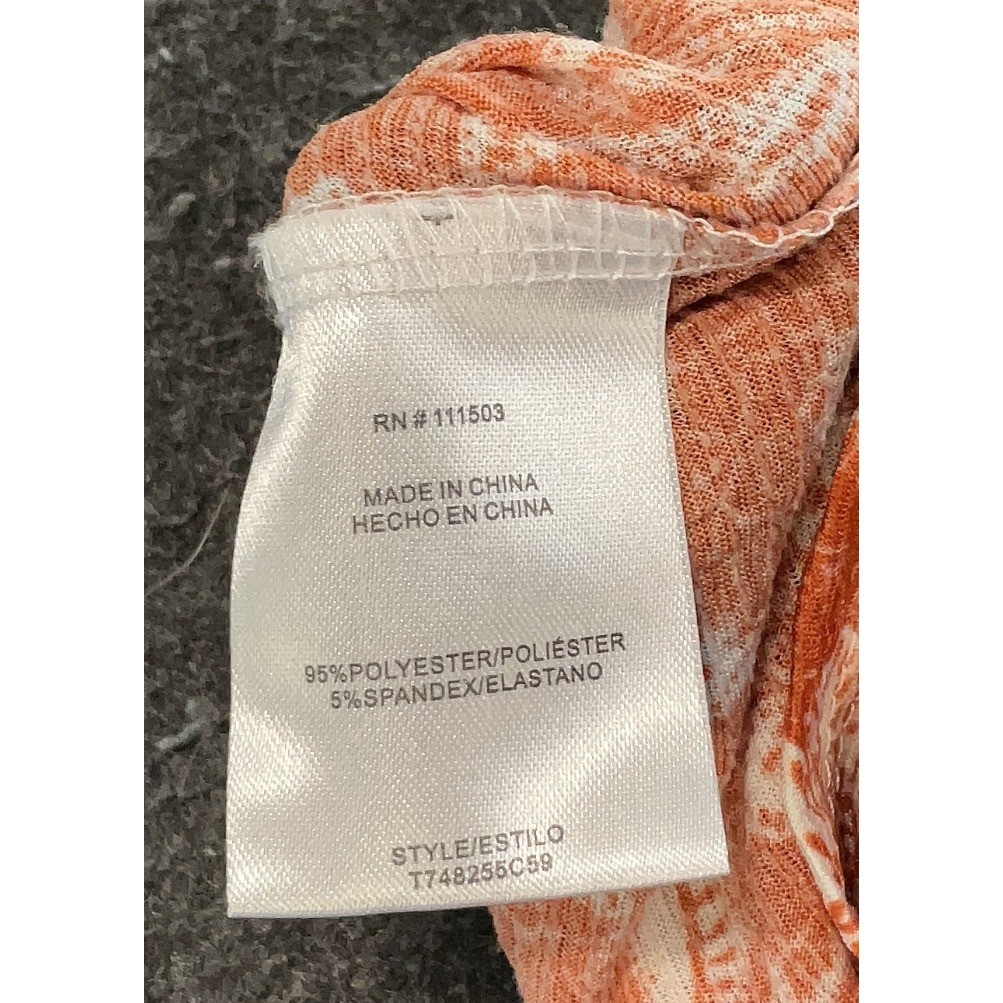 RN # 111503
MADE IN CHINA
HECHO EN CHINA
95%POLYESTER/POLIÉSTER
5%SPANDEX/ELASTANO
STYLE/ESTILO
T748255C59